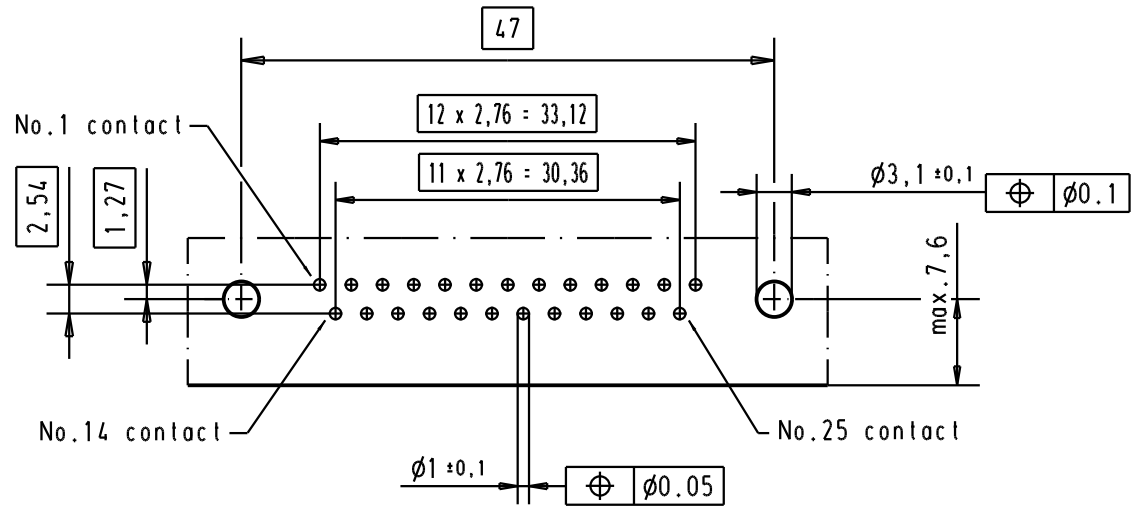 47
12 x 2,76 = 33,12
No.1 contact
11 x 2,76 = 30,36
2,54
1,27
Ø3,1 ±0,1
⌖ Ø0.1
max.7,6
No.14 contact
No.25 contact
Ø1 ±0,1
⌖ Ø0.05